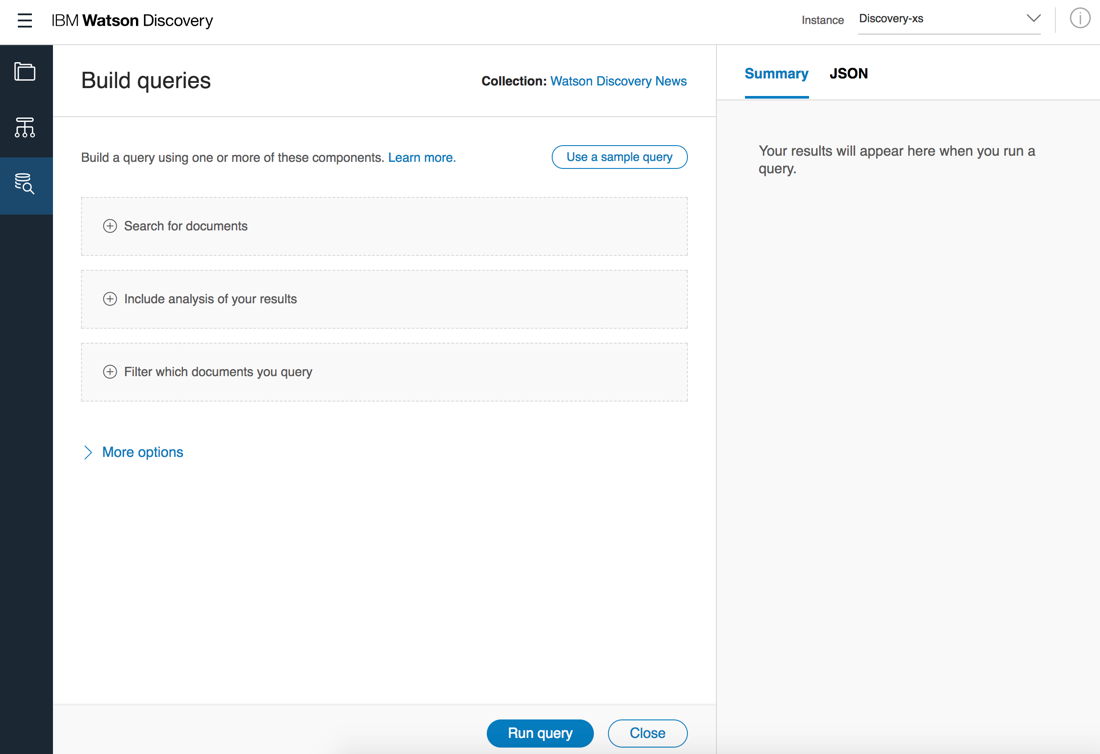 IBM Watson Discovery
Instance
Discovery-xs
Build queries
Collection: Watson Discovery News
Build a query using one or more of these components. Learn more.
Use a sample query
Search for documents
Include analysis of your results
Filter which documents you query
More options
Run query
Close
Summary
JSON
Your results will appear here when you run a
query.